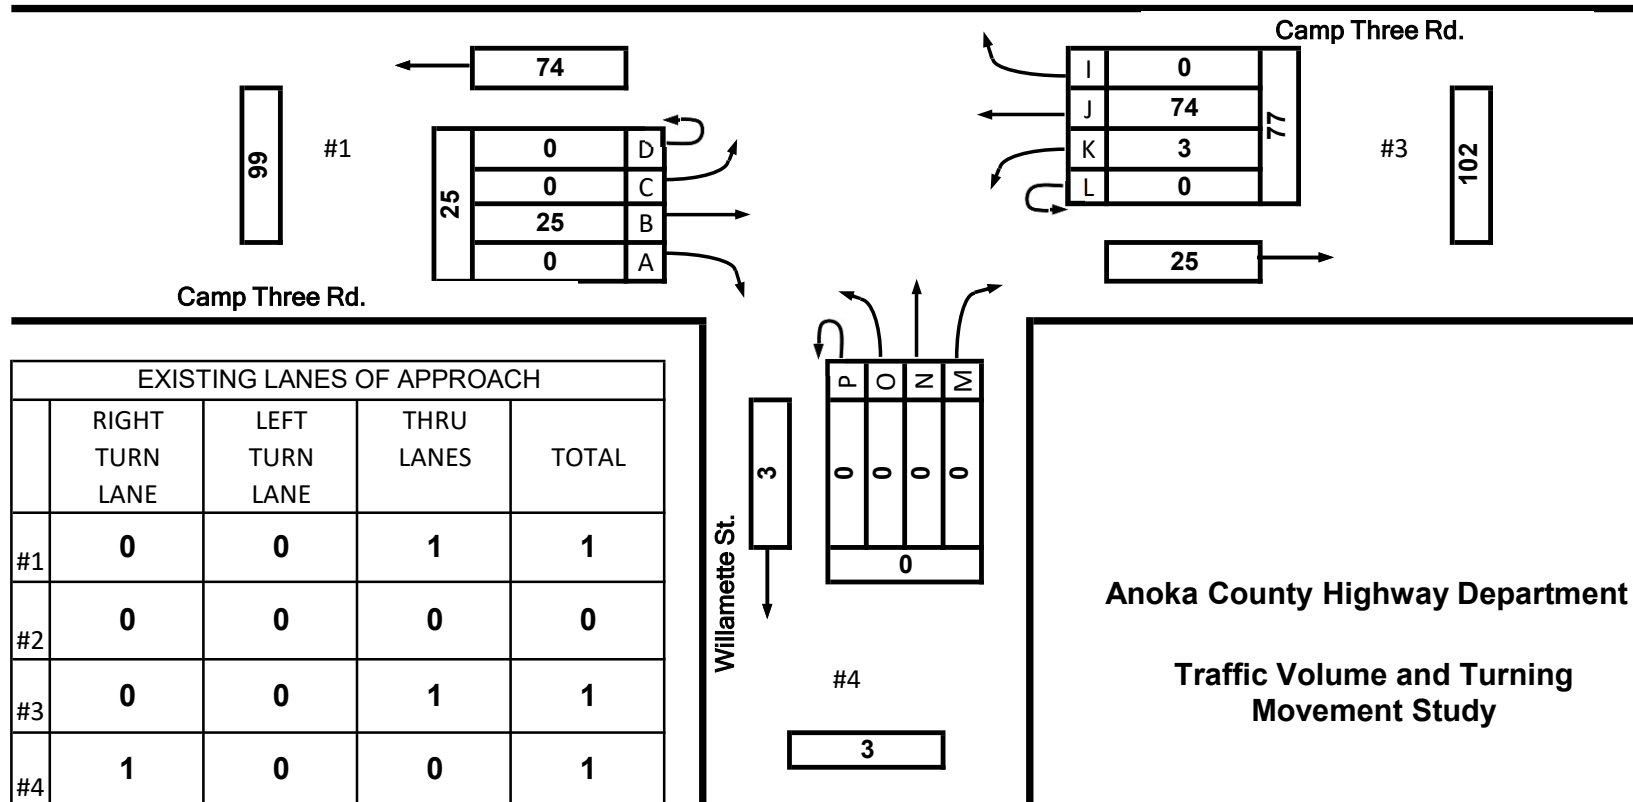 Camp Three Rd.
74
I 0
J 74
K 3
L 0
77
99
#1
#3
102
25
0 D
0 C
25 B
0 A
25
Camp Three Rd.
EXISTING LANES OF APPROACH
RIGHT TURN LANE
LEFT TURN LANE
THRU LANES
TOTAL
#1 0 0 1 1
#2 0 0 0 0
#3 0 0 1 1
#4 1 0 0 1
Willamette St.
3
P O N M
0 0 0 0
0
#4
3
Anoka County Highway Department
Traffic Volume and Turning
Movement Study